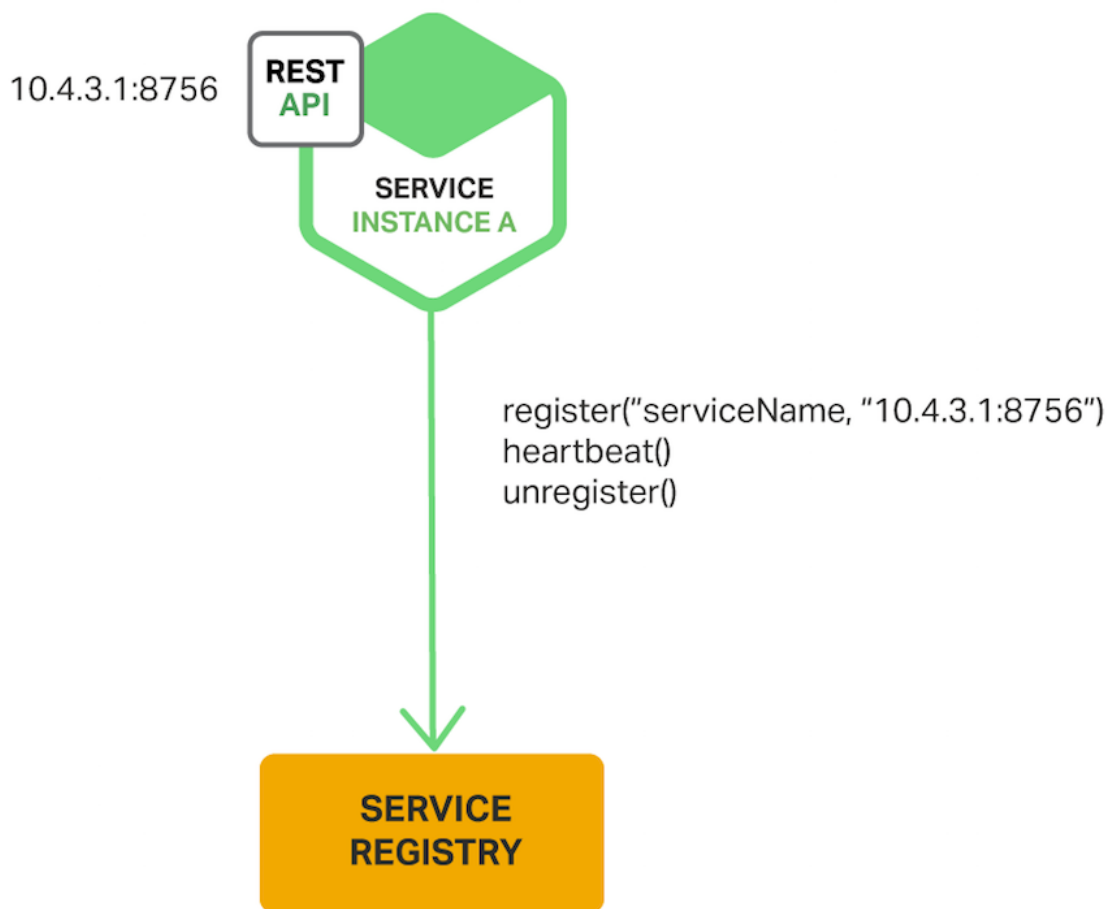 10.4.3.1:8756
REST
API
SERVICE
INSTANCE A
register(“serviceName, “10.4.3.1:8756”)
heartbeat()
unregister()
SERVICE
REGISTRY